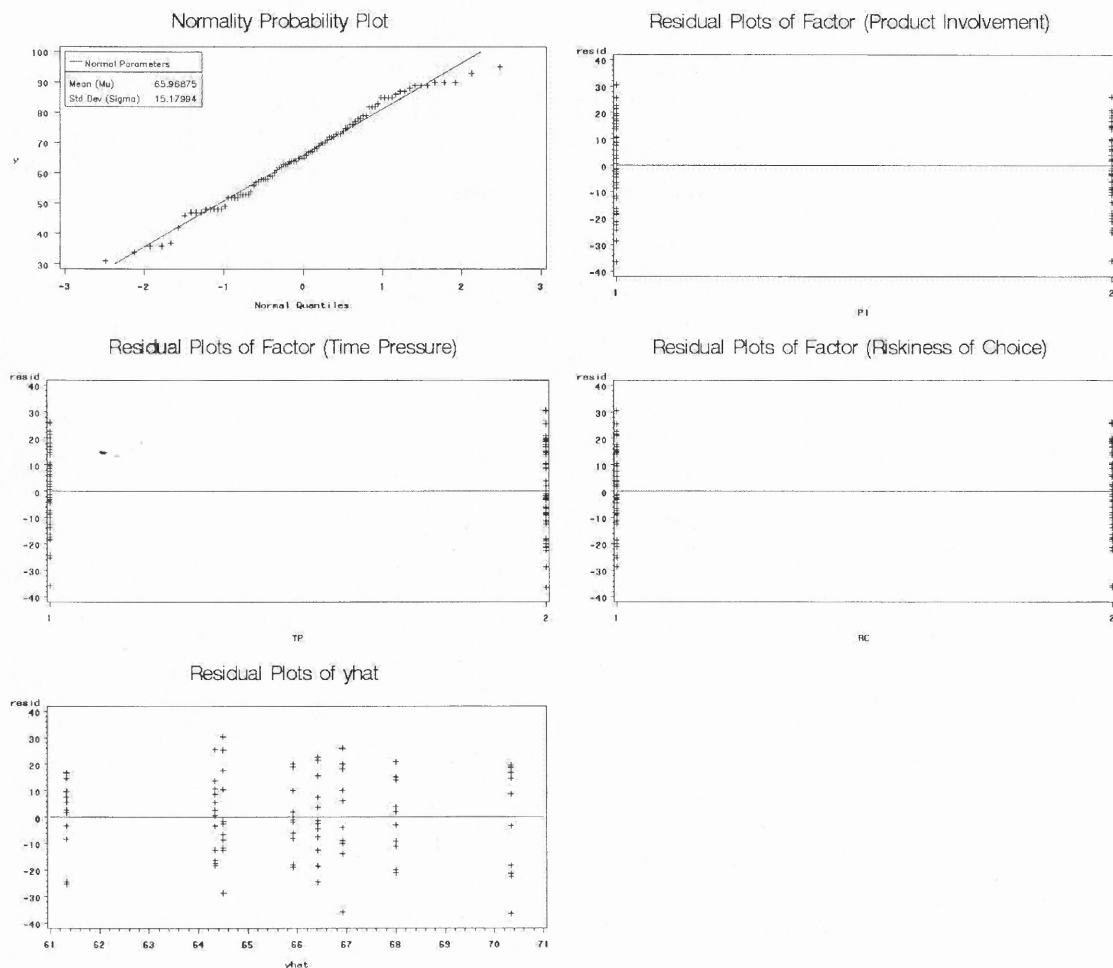 Normality Probability Plot
y
100
90
80
70
60
50
40
30
Normal Parameters
Mean (Mu) 65.96875
Std Dev (Sigma) 15.17994
-3 -2 -1 0 1 2 3
Normal Quantiles
Residual Plots of Factor (Product Involvement)
resid
40
30
20
10
0
-10
-20
-30
-40
1 2
PI
Residual Plots of Factor (Time Pressure)
resid
40
30
20
10
0
-10
-20
-30
-40
1 2
TP
Residual Plots of Factor (Riskiness of Choice)
resid
40
30
20
10
0
-10
-20
-30
-40
1 2
RC
Residual Plots of yhat
resid
40
30
20
10
0
-10
-20
-30
-40
61 62 63 64 65 66 67 68 69 70 71
yhat